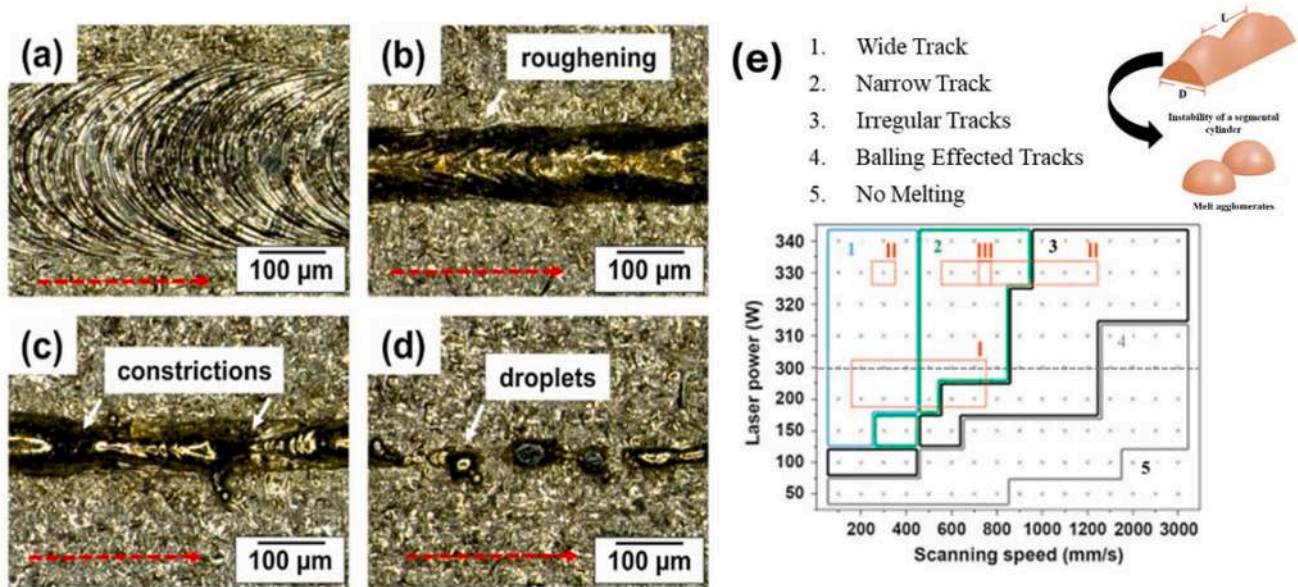 (a)
100 µm
(b)
roughening
100 µm
(c)
constrictions
100 µm
(d)
droplets
100 µm
(e)
1. Wide Track
2. Narrow Track
3. Irregular Tracks
4. Balling Effected Tracks
5. No Melting
L
D
Instability of a segmental
cylinder
Melt agglomerates
1 II 2 III 3 II
I
4
5
Laser power (W)
340
330
320
310
300
200
150
100
50
200 400 600 800 1000 1200 2000 3000
Scanning speed (mm/s)